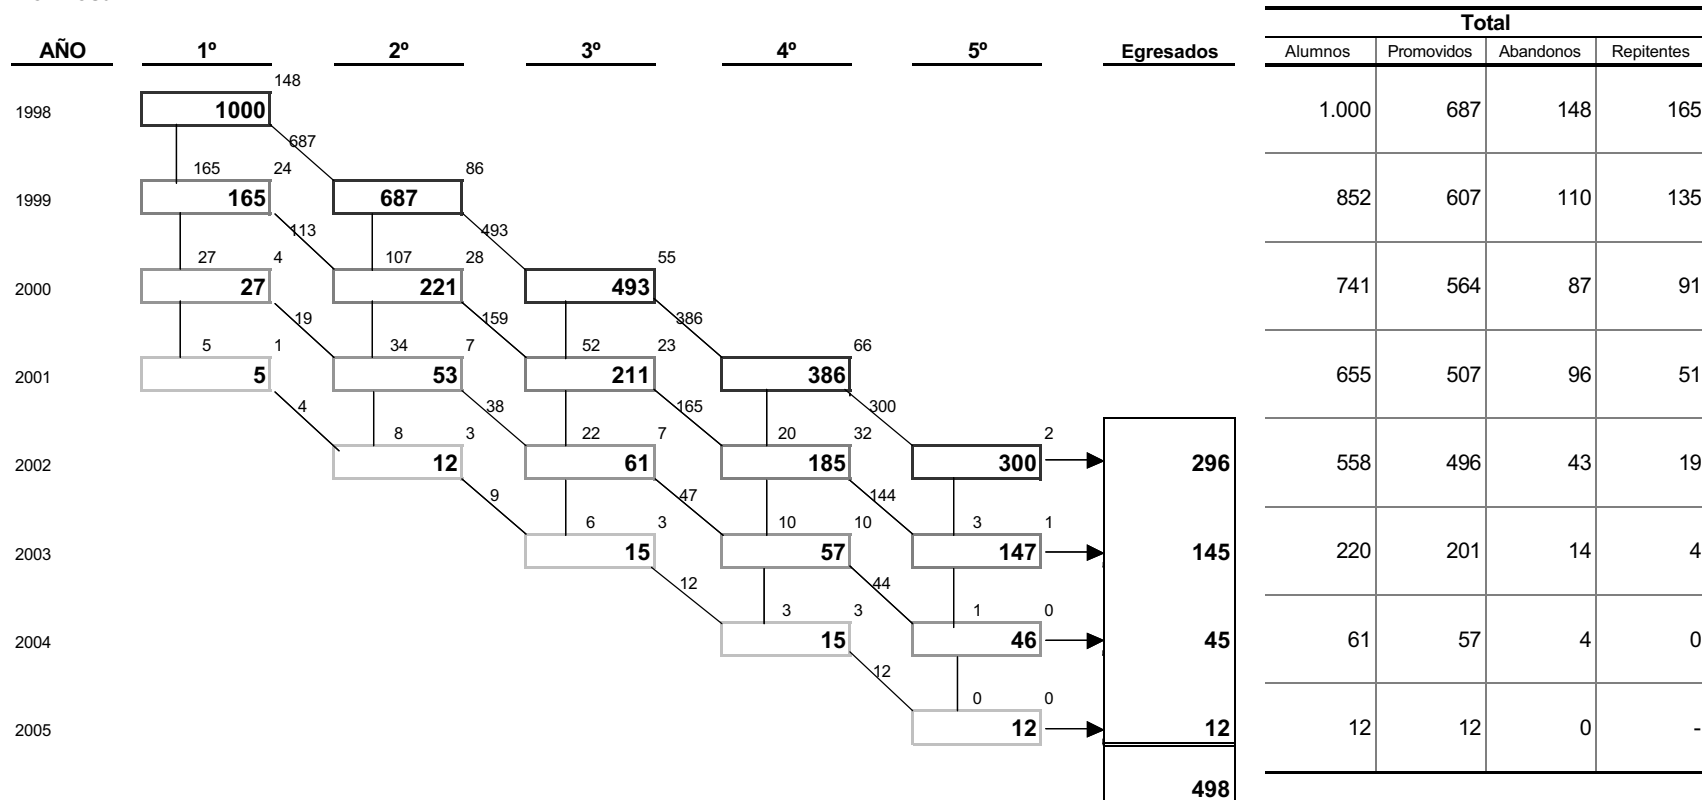 Total
AÑO 1º 2º 3º 4º 5º Egresados Alumnos Promovidos Abandonos Repitentes
148
1998 1000 1.000 687 148 165
687
165 24 86
1999 165 687 852 607 110 135
113 493
27 4 107 28 55
2000 27 221 493 741 564 87 91
19 159 386
5 1 34 7 52 23 66
2001 5 53 211 386 655 507 96 51
4 38 165 300
8 3 22 7 20 32 2
2002 12 61 185 300 296 558 496 43 19
9 47 144
6 3 10 10 3 1
2003 15 57 147 145 220 201 14 4
12 44
3 3 1 0
2004 15 46 45 61 57 4 0
12
0 0
2005 12 12 12 12 0 -
498